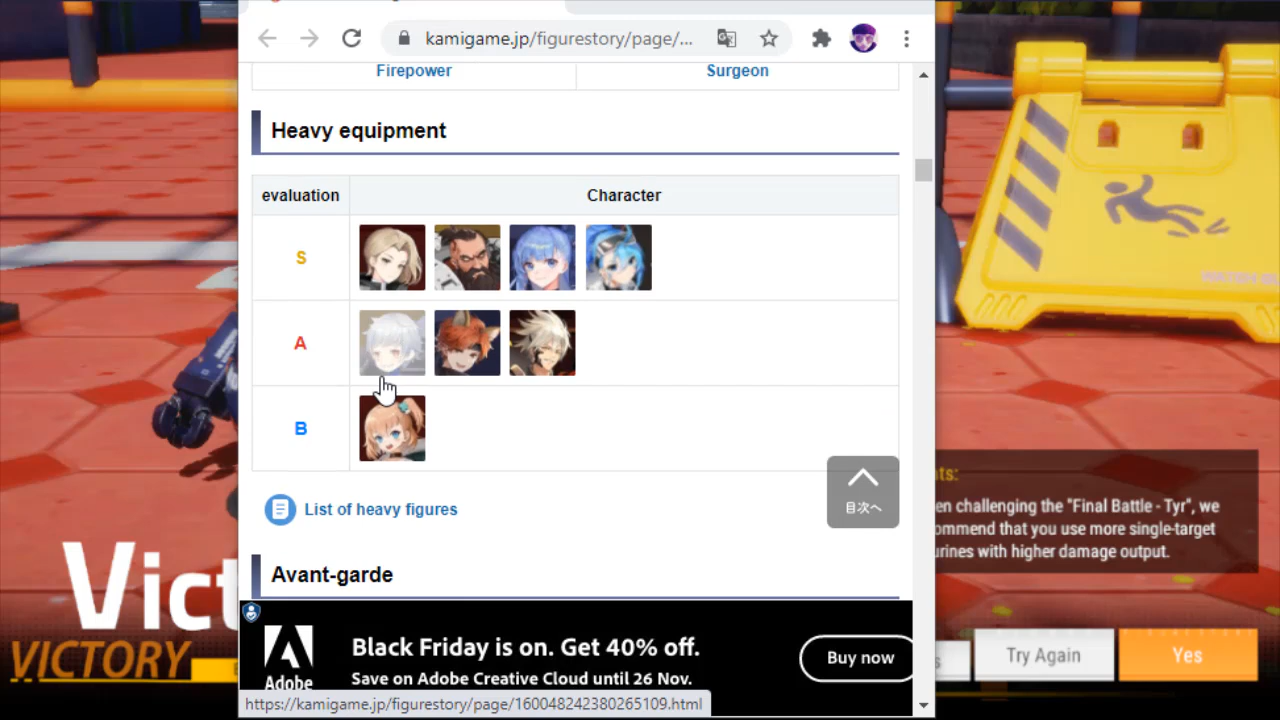 kamigame.jp/figurestory/page/...
Firepower
Surgeon
Heavy equipment
evaluation
Character
S
A
B
List of heavy figures
目次へ
Avant-garde
Black Friday is on. Get 40% off.
Save on Adobe Creative Cloud until 26 Nov.
Buy now
Adobe
https://kamigame.jp/figurestory/page/160048242380265109.html
Vict
VICTORY
nts:
en challenging the "Final Battle - Tyr", we
ommend that you use more single-target
urines with higher damage output.
s
Try Again
Yes